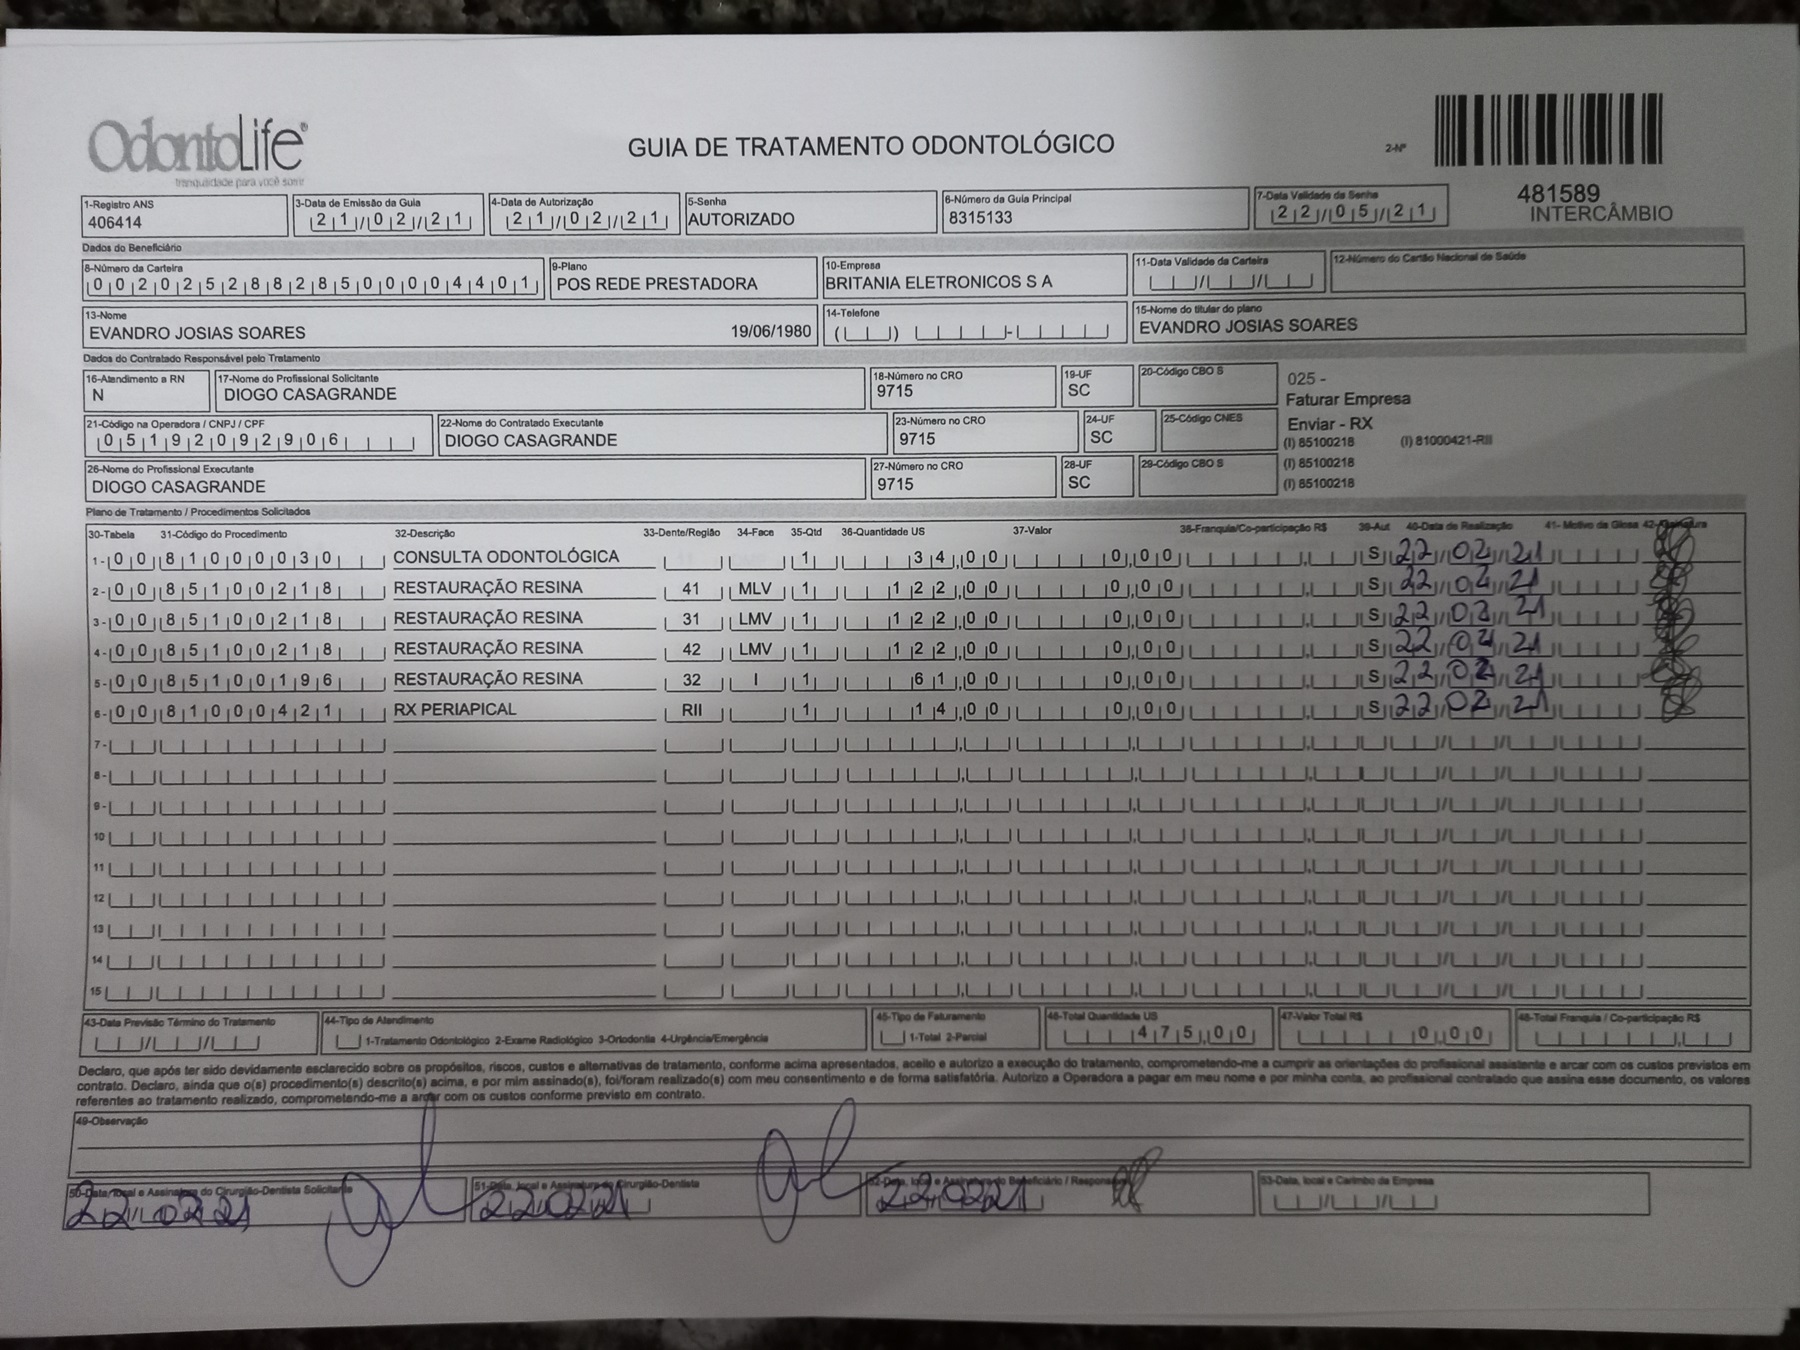 OdontoLife®
tranquilidade para você sorrir
GUIA DE TRATAMENTO ODONTOLÓGICO
2-Nº
481589
INTERCÂMBIO
1-Registro ANS
406414
3-Data de Emissão da Guia
21/02/21
4-Data de Autorização
21/02/21
5-Senha
AUTORIZADO
6-Número da Guia Principal
8315133
7-Data Validade da Senha
22/05/21
Dados do Beneficiário
8-Número da Carteira
00202528828500004401
9-Plano
POS REDE PRESTADORA
10-Empresa
BRITANIA ELETRONICOS S A
11-Data Validade da Carteira
12-Número do Cartão Nacional de Saúde
13-Nome
EVANDRO JOSIAS SOARES 19/06/1980
14-Telefone
15-Nome do titular do plano
EVANDRO JOSIAS SOARES
Dados do Contratado Responsável pelo Tratamento
16-Atendimento a RN
N
17-Nome do Profissional Solicitante
DIOGO CASAGRANDE
18-Número no CRO
9715
19-UF
SC
20-Código CBO S
025 -
Faturar Empresa
21-Código na Operadora / CNPJ / CPF
05192092906
22-Nome do Contratado Executante
DIOGO CASAGRANDE
23-Número no CRO
9715
24-UF
SC
25-Código CNES
Enviar - RX
(I) 85100218 (I) 81000421-RII
26-Nome do Profissional Executante
DIOGO CASAGRANDE
27-Número no CRO
9715
28-UF
SC
29-Código CBO S
(I) 85100218
(I) 85100218
Plano de Tratamento / Procedimentos Solicitados
30-Tabela 31-Código do Procedimento 32-Descrição 33-Dente/Região 34-Face 35-Qtd 36-Quantidade US 37-Valor 38-Franquia/Co-participação R$ 39-Aut 40-Data de Realização 41- Motivo da Glosa 42-Assinatura
1- 00 81000030 CONSULTA ODONTOLÓGICA 1 34,00 0,00 S 22/02/21
2- 00 85100218 RESTAURAÇÃO RESINA 41 MLV 1 122,00 0,00 S 22/02/21
3- 00 85100218 RESTAURAÇÃO RESINA 31 LMV 1 122,00 0,00 S 22/02/21
4- 00 85100218 RESTAURAÇÃO RESINA 42 LMV 1 122,00 0,00 S 22/02/21
5- 00 85100196 RESTAURAÇÃO RESINA 32 I 1 61,00 0,00 S 22/02/21
6- 00 81000421 RX PERIAPICAL RII 1 14,00 0,00 S 22/02/21
7-
8-
9-
10
11
12
13
14
15
43-Data Previsão Término do Tratamento
44-Tipo de Atendimento
1-Tratamento Odontológico 2-Exame Radiológico 3-Ortodontia 4-Urgência/Emergência
45-Tipo de Faturamento
1-Total 2-Parcial
46-Total Quantidade US
475,00
47-Valor Total R$
0,00
48-Total Franquia / Co-participação R$
Declaro, que após ter sido devidamente esclarecido sobre os propósitos, riscos, custos e alternativas de tratamento, conforme acima apresentados, aceito e autorizo a execução do tratamento, comprometendo-me a cumprir as orientações do profissional assistente e arcar com os custos previstos em
contrato. Declaro, ainda que o(s) procedimento(s) descrito(s) acima, e por mim assinado(s), foi/foram realizado(s) com meu consentimento e de forma satisfatória. Autorizo a Operadora a pagar em meu nome e por minha conta, ao profissional contratado que assina esse documento, os valores
referentes ao tratamento realizado, comprometendo-me a arcar com os custos conforme previsto em contrato.
49-Observação
50-Data, local e Assinatura do Cirurgião-Dentista Solicitante
22/02/21
51-Data, local e Assinatura do Cirurgião-Dentista
22/02/21
52-Data, local e Assinatura do Beneficiário / Responsável
22/02/21
53-Data, local e Carimbo da Empresa